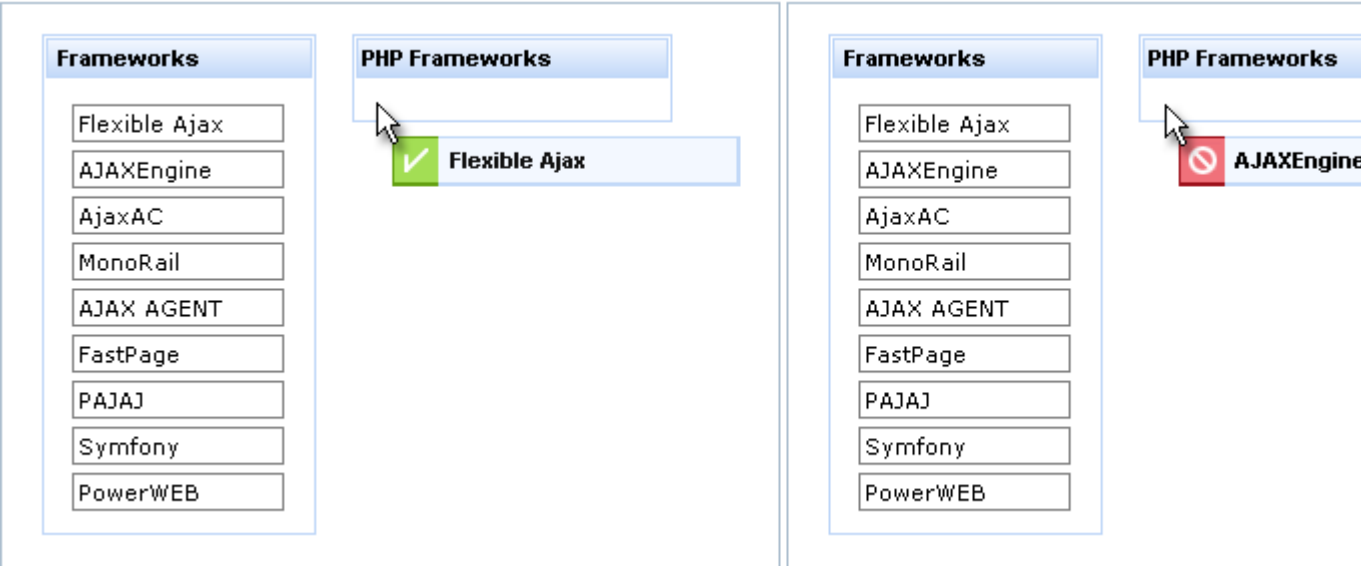 Frameworks
Flexible Ajax
AJAXEngine
AjaxAC
MonoRail
AJAX AGENT
FastPage
PAJAJ
Symfony
PowerWEB
PHP Frameworks
Flexible Ajax
Frameworks
Flexible Ajax
AJAXEngine
AjaxAC
MonoRail
AJAX AGENT
FastPage
PAJAJ
Symfony
PowerWEB
PHP Frameworks
AJAXEngine